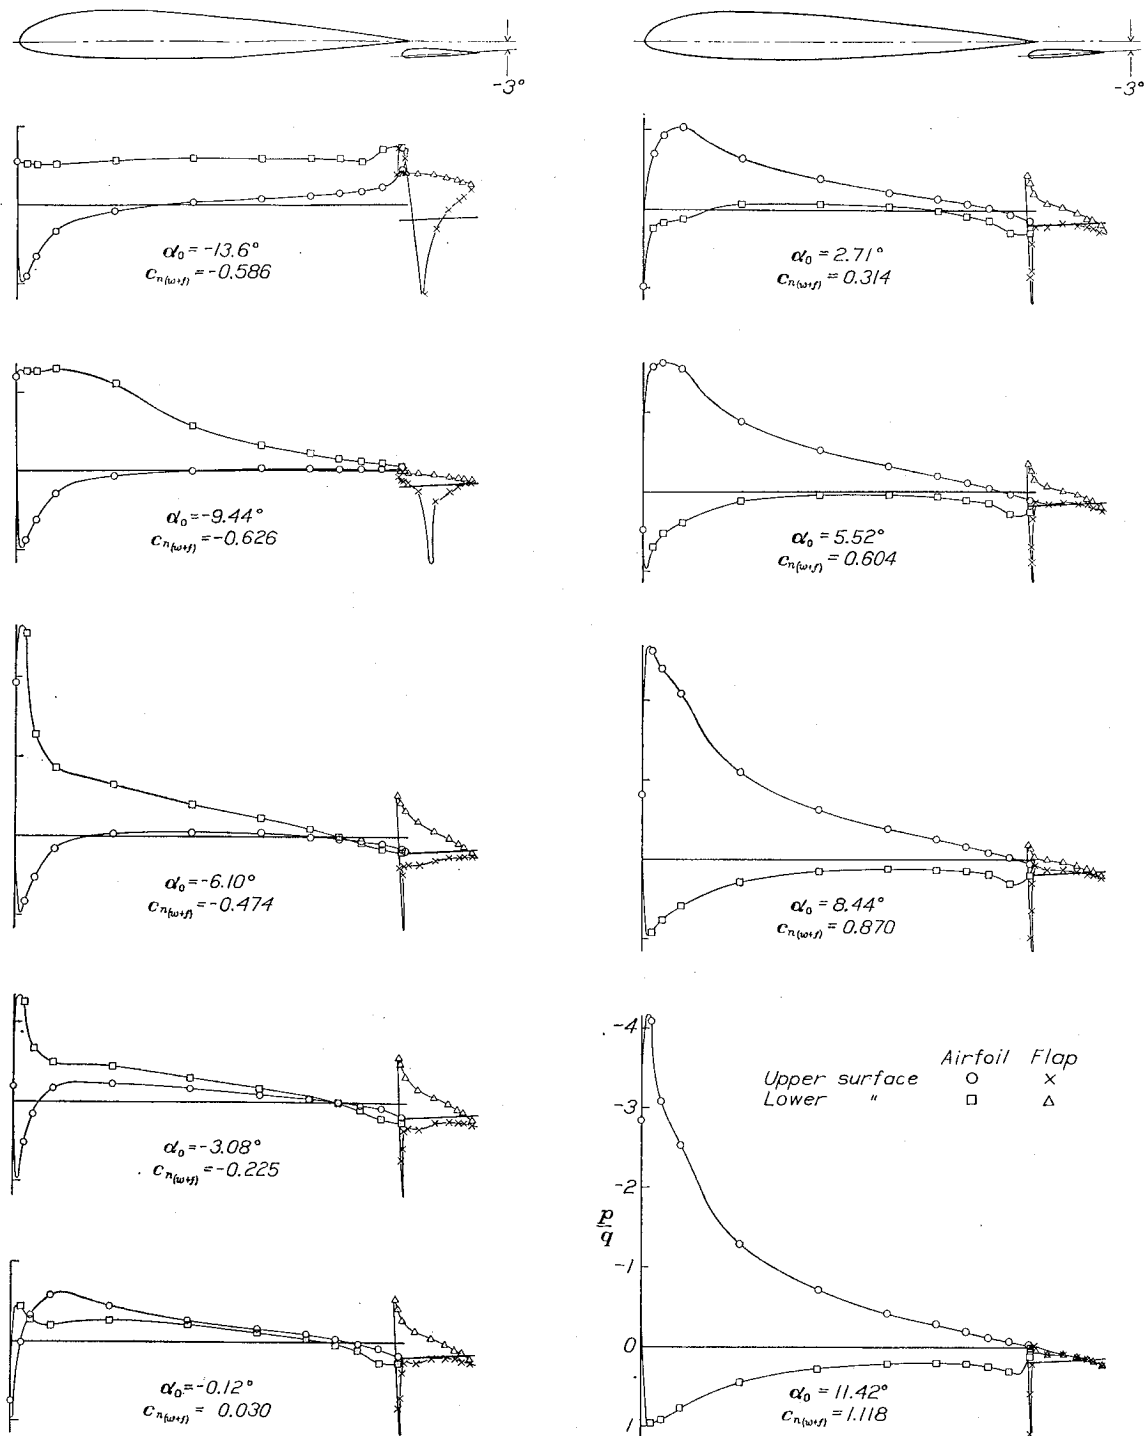 -3°
-3°
α₀ = -13.6°
cₙ₍w+f₎ = -0.586
α₀ = -9.44°
cₙ₍w+f₎ = -0.626
α₀ = -6.10°
cₙ₍w+f₎ = -0.474
α₀ = -3.08°
cₙ₍w+f₎ = -0.225
α₀ = -0.12°
cₙ₍w+f₎ = 0.030
α₀ = 2.71°
cₙ₍w+f₎ = 0.314
α₀ = 5.52°
cₙ₍w+f₎ = 0.604
α₀ = 8.44°
cₙ₍w+f₎ = 0.870
-4
-3
-2
p/q
-1
0
1
Airfoil Flap
Upper surface ○ ×
Lower " □ △
α₀ = 11.42°
cₙ₍w+f₎ = 1.118